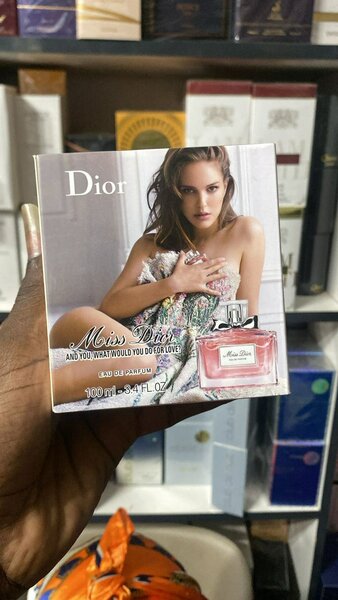 Dior
Miss Dior
AND YOU, WHAT WOULD YOU DO FOR LOVE?
EAU DE PARFUM
100 ml - 3.4 FL.OZ
Miss Dior